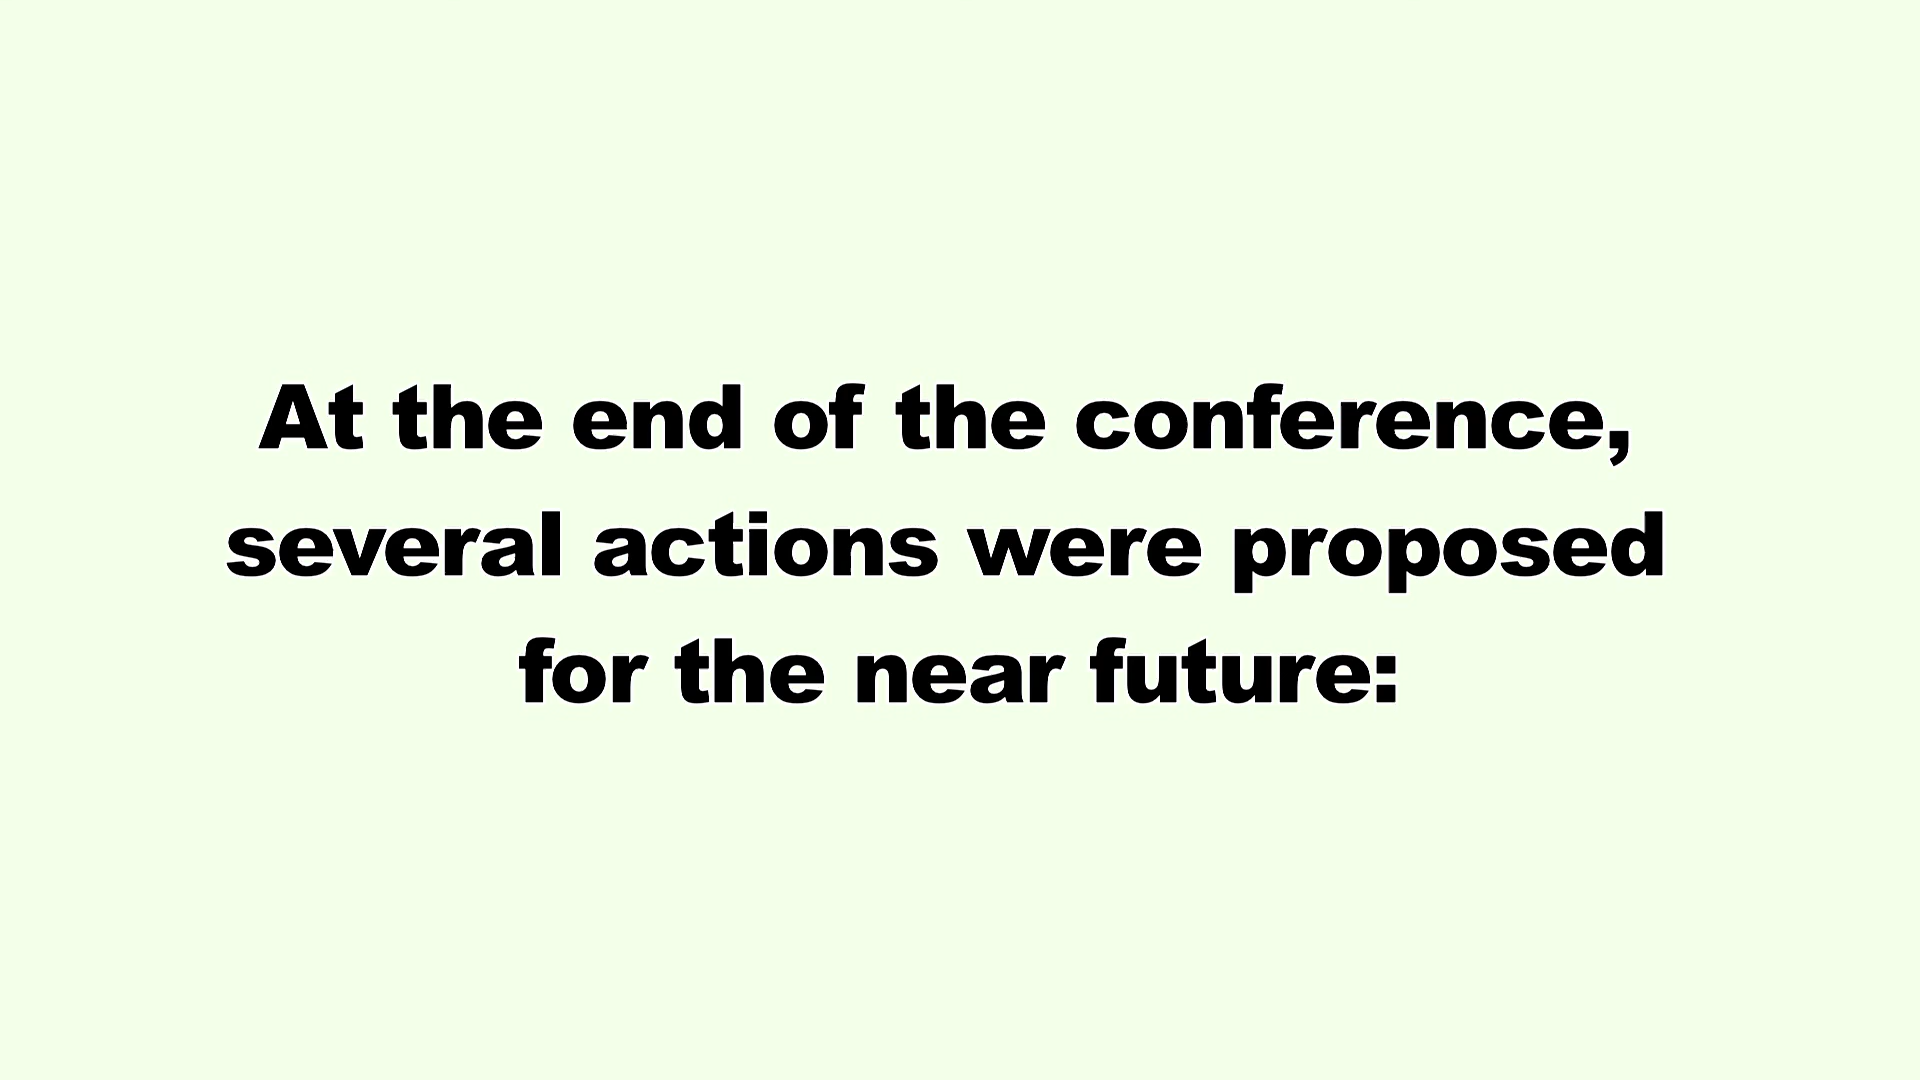 At the end of the conference,
several actions were proposed
for the near future: